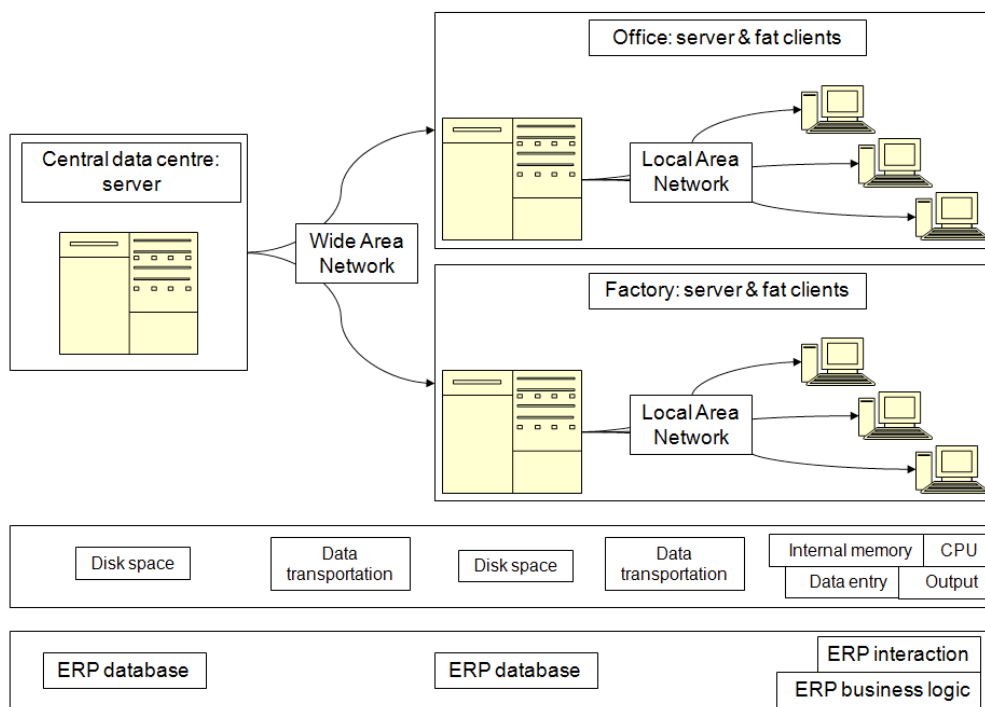 Office: server & fat clients
Central data centre:
server
Local Area
Network
Wide Area
Network
Factory: server & fat clients
Local Area
Network
Disk space
Data
transportation
Disk space
Data
transportation
Internal memory
CPU
Data entry
Output
ERP database
ERP database
ERP interaction
ERP business logic